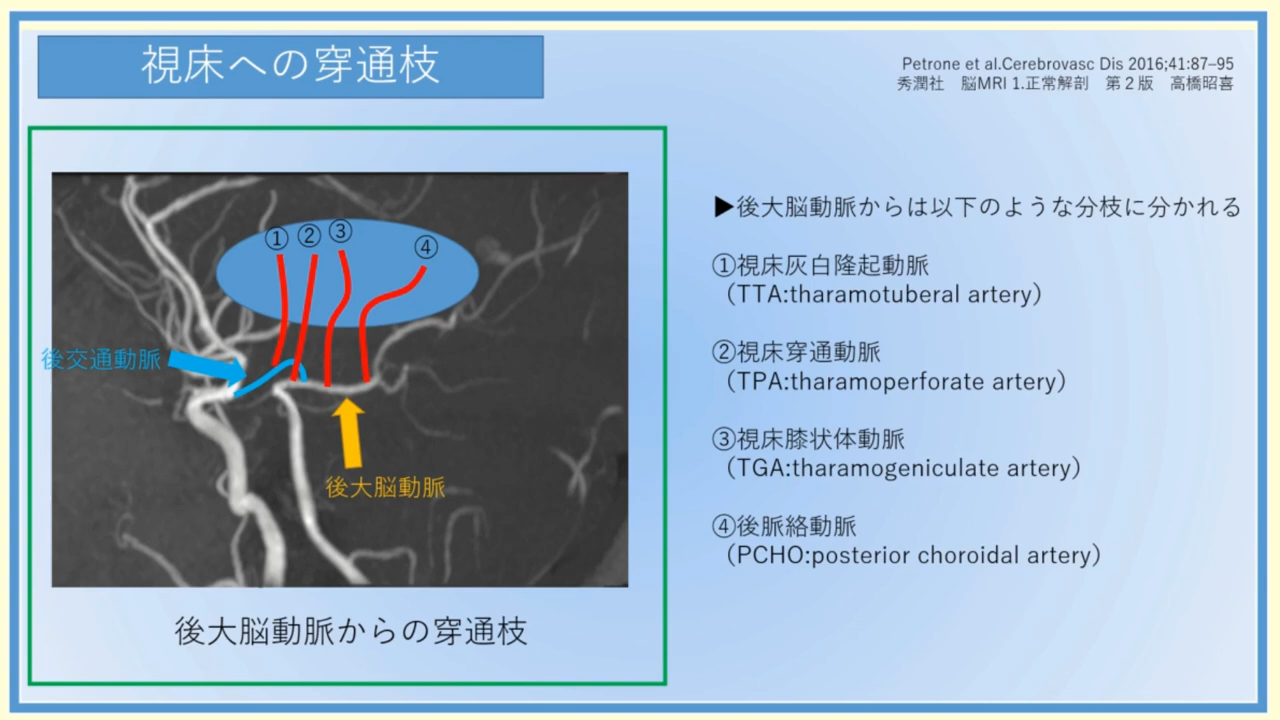 視床への穿通枝
Petrone et al.Cerebrovasc Dis 2016;41:87–95
秀潤社　脳MRI 1.正常解剖　第２版　高橋昭喜
① ② ③ ④
後交通動脈
後大脳動脈
後大脳動脈からの穿通枝
▶後大脳動脈からは以下のような分枝に分かれる
①視床灰白隆起動脈
（TTA:tharamotuberal artery）
②視床穿通動脈
（TPA:tharamoperforate artery）
③視床膝状体動脈
（TGA:tharamogeniculate artery）
④後脈絡動脈
（PCHO:posterior choroidal artery）